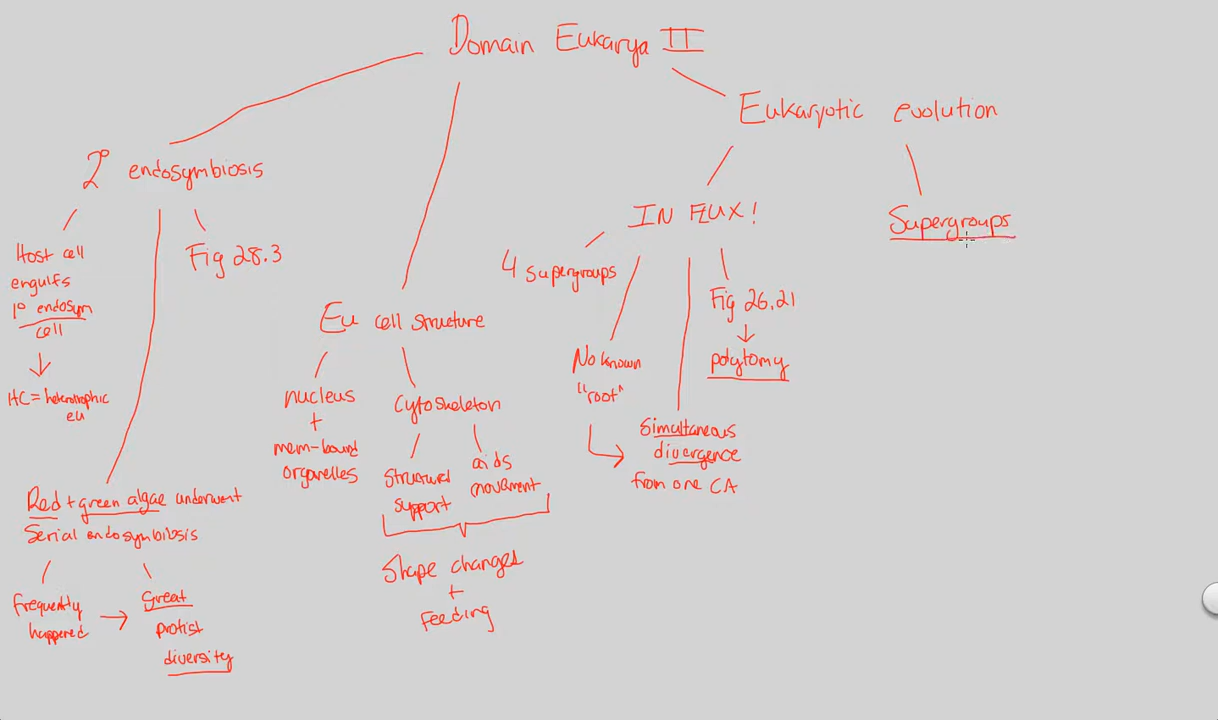 Domain Eukarya II
2° endosymbiosis
Host cell
engulfs
1° endosym
cell
HC = heterotrophic
eu
Fig 28.3
Red + green algae underwent
Serial endosymbiosis
frequently
happened
Great
protist
diversity
Eu cell structure
nucleus
+
mem-bound
organelles
Cytoskeleton
structural
support
aids
movement
Shape changes
+
Feeding
Eukaryotic evolution
IN FLUX!
4 supergroups
No known
"root"
Simultaneous
divergence
from one CA
Fig 26.21
polytomy
Supergroups